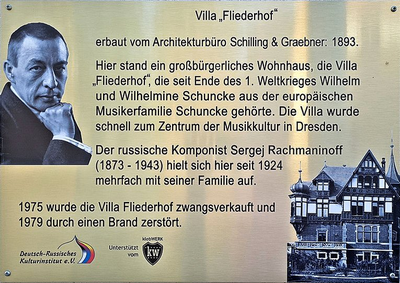 Villa „Fliederhof“
erbaut vom Architekturbüro Schilling & Graebner: 1893.
Hier stand ein großbürgerliches Wohnhaus, die Villa
„Fliederhof“, die seit Ende des 1. Weltkrieges Wilhelm
und Wilhelmine Schuncke aus der europäischen
Musikerfamilie Schuncke gehörte. Die Villa wurde
schnell zum Zentrum der Musikkultur in Dresden.
Der russische Komponist Sergej Rachmaninoff
(1873 - 1943) hielt sich hier seit 1924
mehrfach mit seiner Familie auf.
1975 wurde die Villa Fliederhof zwangsverkauft und
1979 durch einen Brand zerstört.
Deutsch-Russisches
Kulturinstitut e.V.
Unterstützt
vom
klebWERK
kw